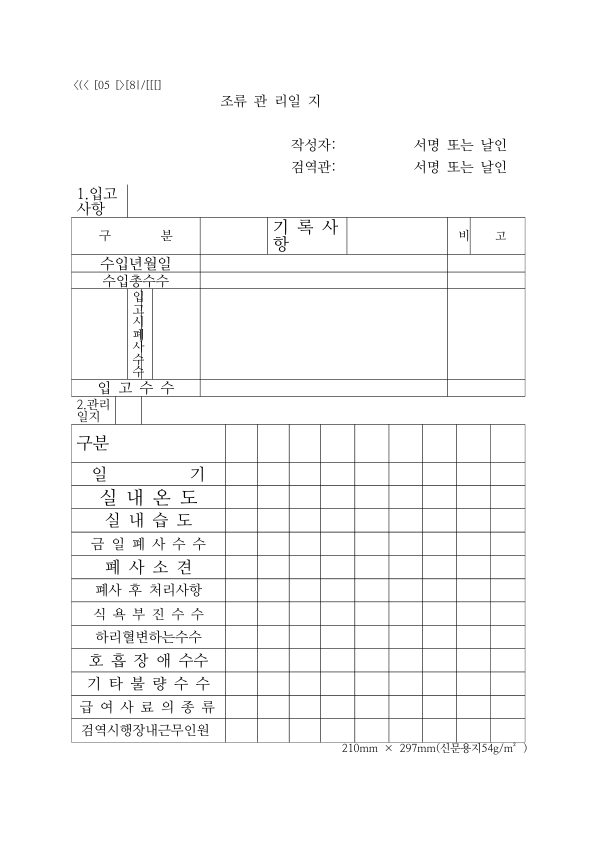 <(< [05 [>[8]/[[[]
조류 관 리일 지
작성자: 서명 또는 날인
검역관: 서명 또는 날인
1.입고
사항
구 분 기 록 사 항 비 고
수입년월일
수입총수수
입고시폐사수수
입 고 수 수
2.관리
일지
구분
일 기
실 내 온 도
실 내 습 도
금 일 폐 사 수 수
폐 사 소 견
폐사 후 처리사항
식 욕 부 진 수 수
하리혈변하는수수
호 흡 장 애 수수
기 타 불 량 수 수
급 여 사 료 의 종 류
검역시행장내근무인원
210mm × 297mm(신문용지54g/㎡ )